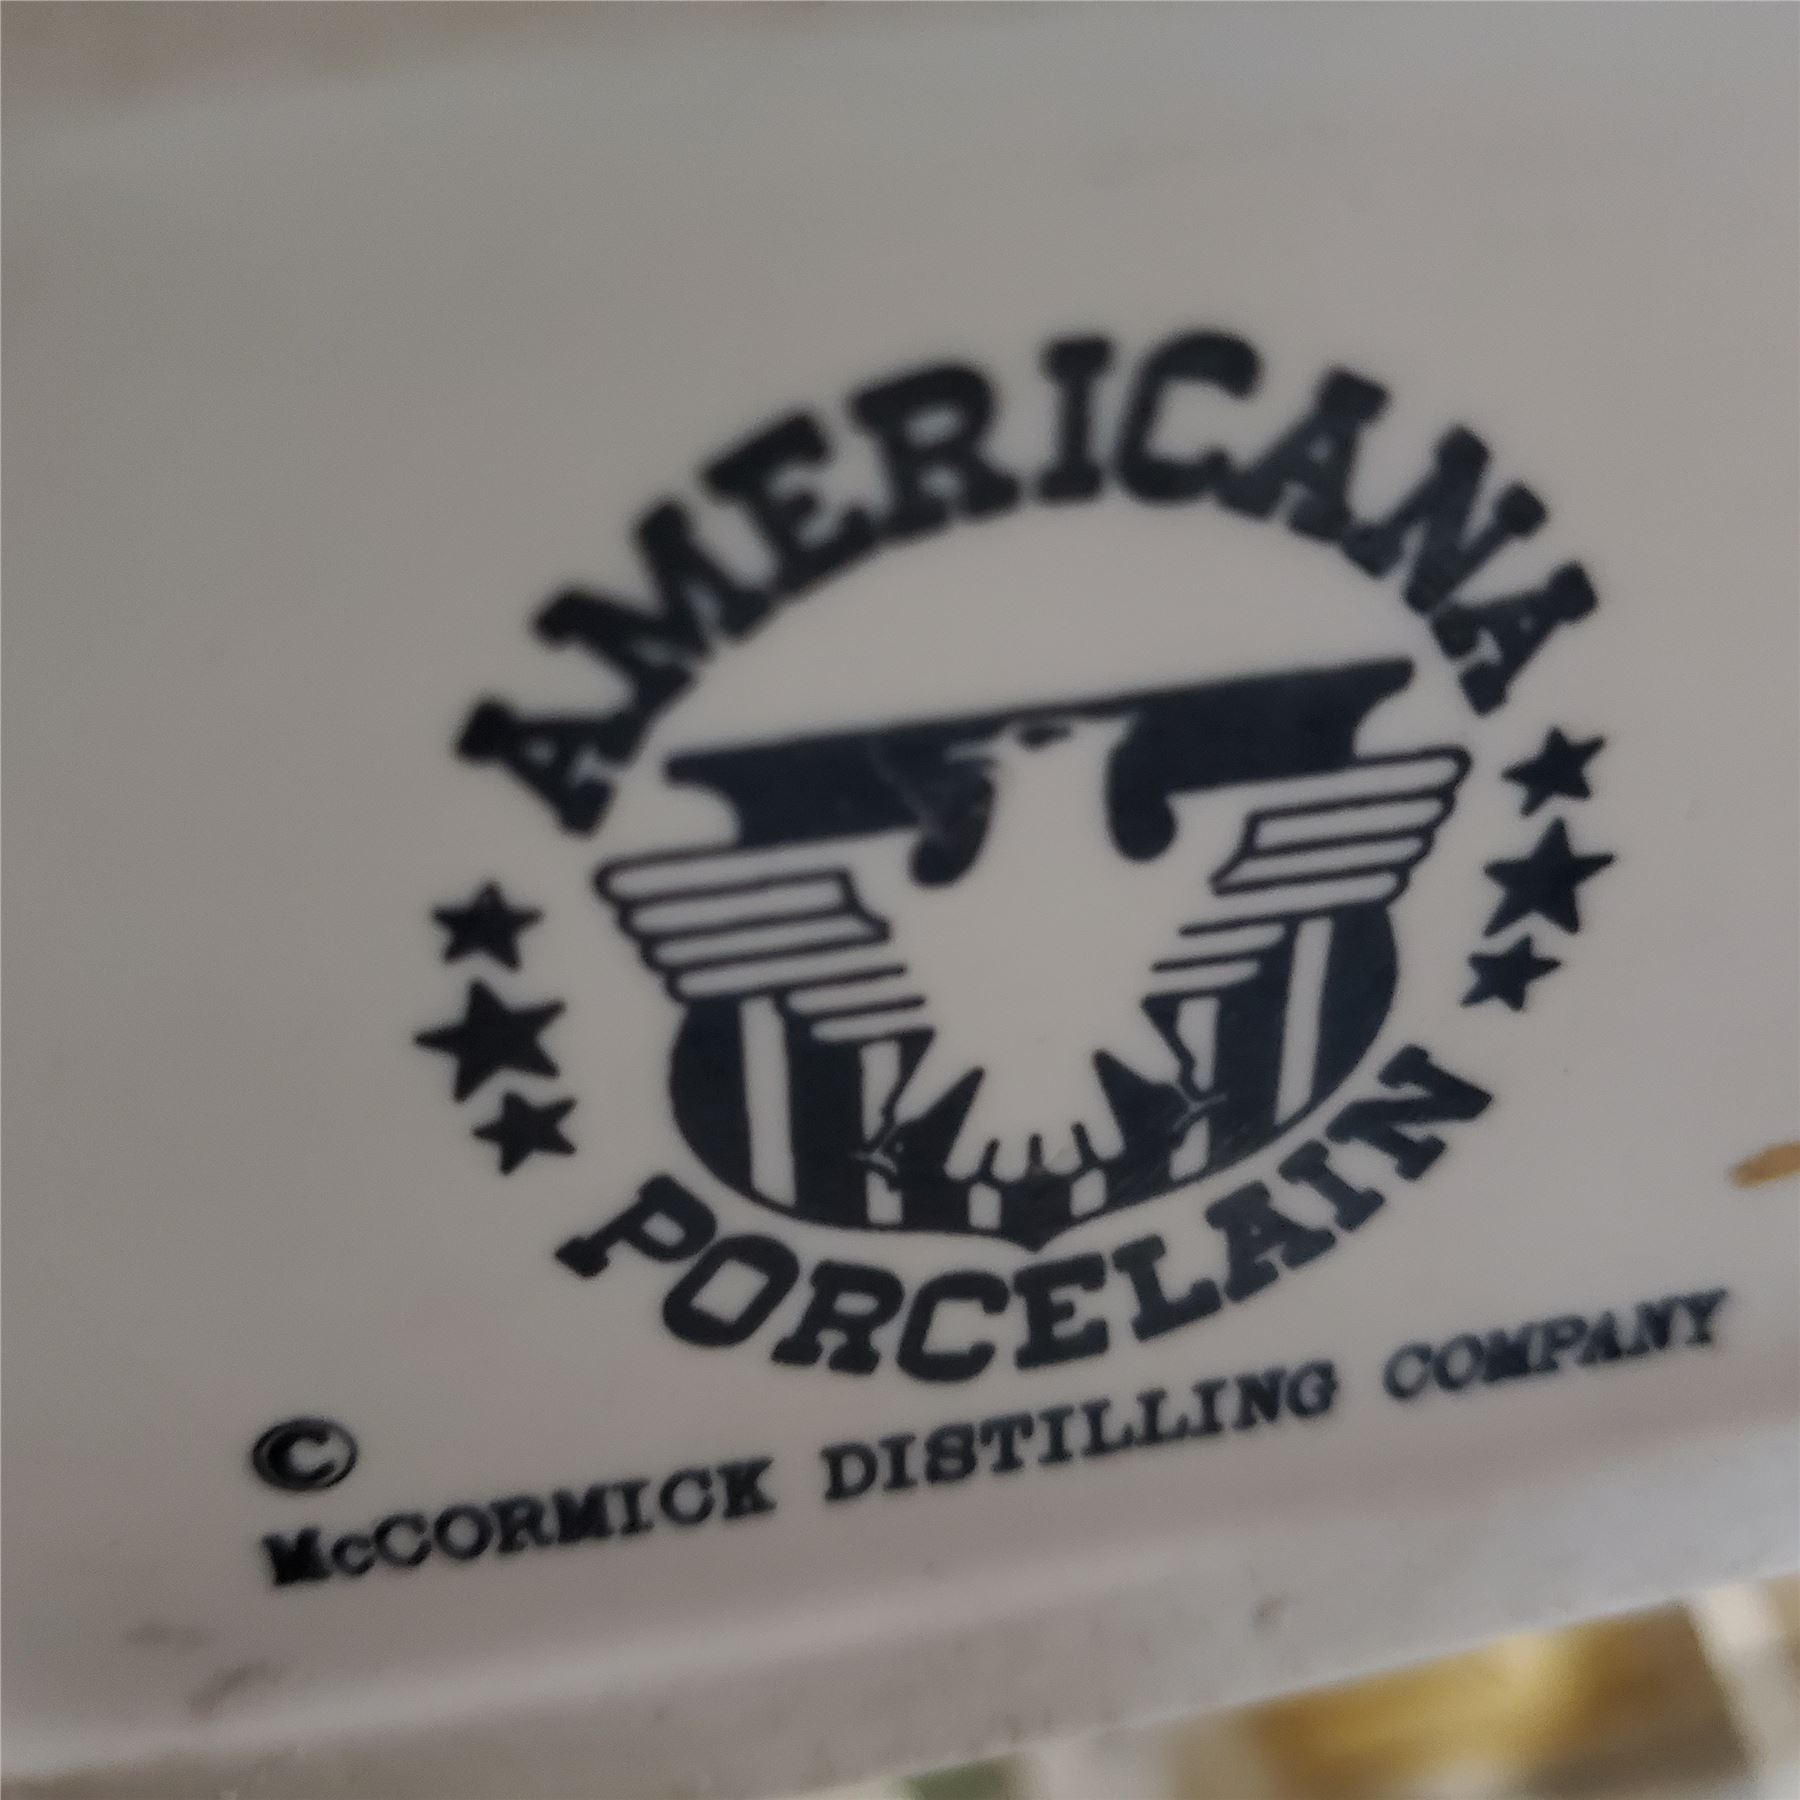 AMERICANA
PORCELAIN
©
McCORMICK DISTILLING COMPANY